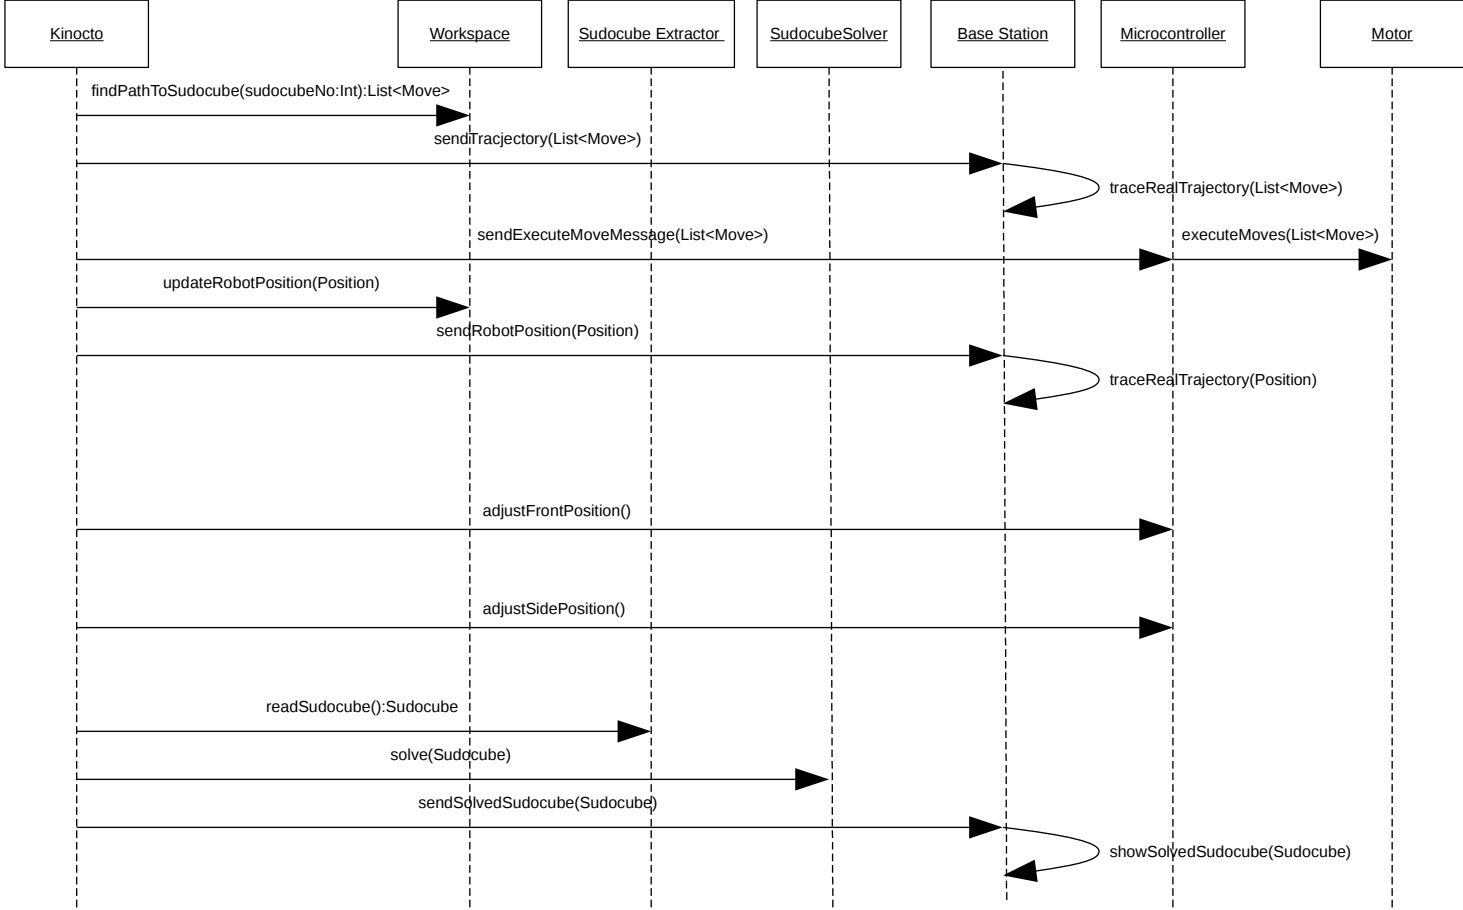 Kinocto
Workspace
Sudocube Extractor
SudocubeSolver
Base Station
Microcontroller
Motor
findPathToSudocube(sudocubeNo:Int):List<Move>
sendTracjectory(List<Move>)
traceRealTrajectory(List<Move>)
sendExecuteMoveMessage(List<Move>)
executeMoves(List<Move>)
updateRobotPosition(Position)
sendRobotPosition(Position)
traceRealTrajectory(Position)
adjustFrontPosition()
adjustSidePosition()
readSudocube():Sudocube
solve(Sudocube)
sendSolvedSudocube(Sudocube)
showSolvedSudocube(Sudocube)